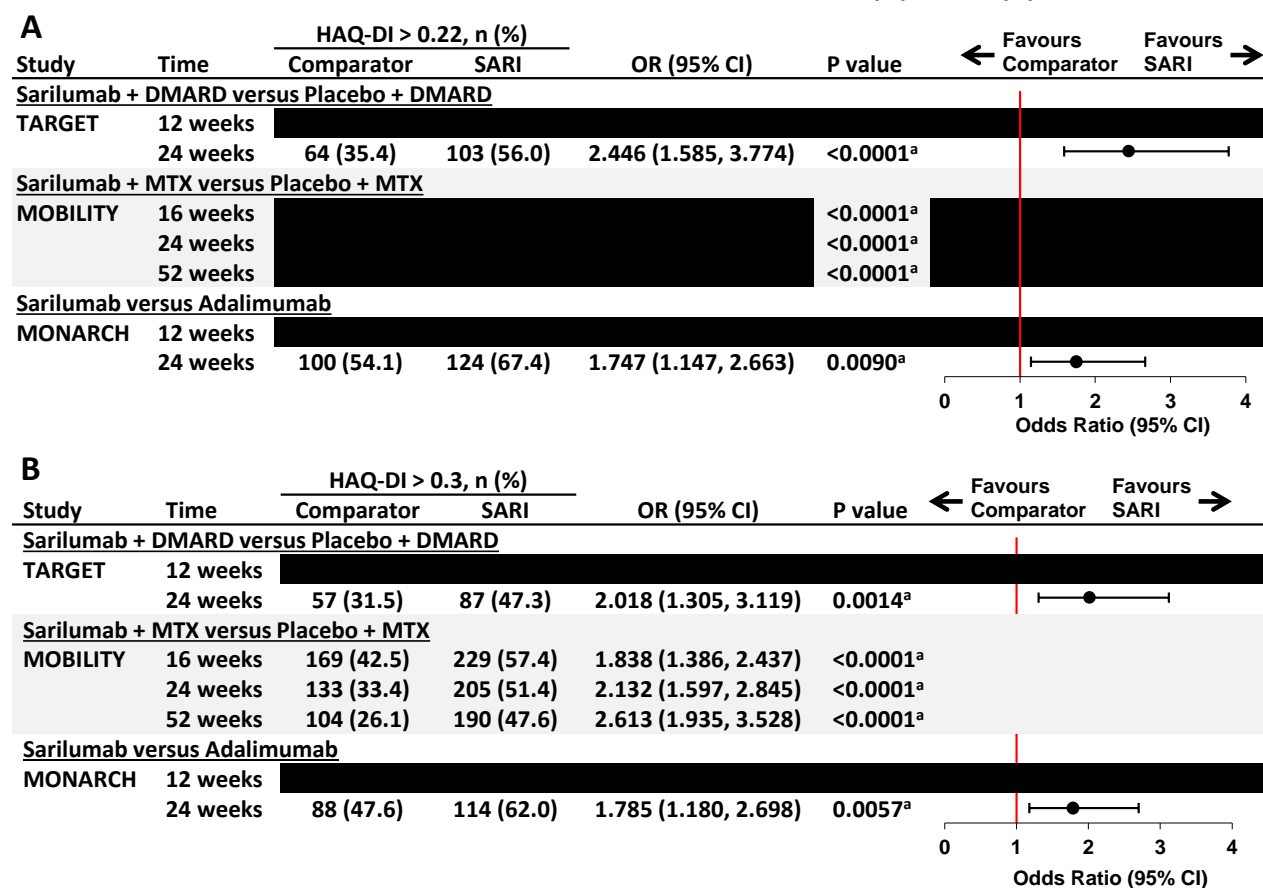 A
HAQ-DI > 0.22, n (%)
Favours Comparator Favours SARI
Study Time Comparator SARI OR (95% CI) P value
Sarilumab + DMARD versus Placebo + DMARD
TARGET 12 weeks
24 weeks 64 (35.4) 103 (56.0) 2.446 (1.585, 3.774) <0.0001ᵃ
Sarilumab + MTX versus Placebo + MTX
MOBILITY 16 weeks <0.0001ᵃ
24 weeks <0.0001ᵃ
52 weeks <0.0001ᵃ
Sarilumab versus Adalimumab
MONARCH 12 weeks
24 weeks 100 (54.1) 124 (67.4) 1.747 (1.147, 2.663) 0.0090ᵃ
0 1 2 3 4
Odds Ratio (95% CI)
B
HAQ-DI > 0.3, n (%)
Favours Comparator Favours SARI
Study Time Comparator SARI OR (95% CI) P value
Sarilumab + DMARD versus Placebo + DMARD
TARGET 12 weeks
24 weeks 57 (31.5) 87 (47.3) 2.018 (1.305, 3.119) 0.0014ᵃ
Sarilumab + MTX versus Placebo + MTX
MOBILITY 16 weeks 169 (42.5) 229 (57.4) 1.838 (1.386, 2.437) <0.0001ᵃ
24 weeks 133 (33.4) 205 (51.4) 2.132 (1.597, 2.845) <0.0001ᵃ
52 weeks 104 (26.1) 190 (47.6) 2.613 (1.935, 3.528) <0.0001ᵃ
Sarilumab versus Adalimumab
MONARCH 12 weeks
24 weeks 88 (47.6) 114 (62.0) 1.785 (1.180, 2.698) 0.0057ᵃ
0 1 2 3 4
Odds Ratio (95% CI)